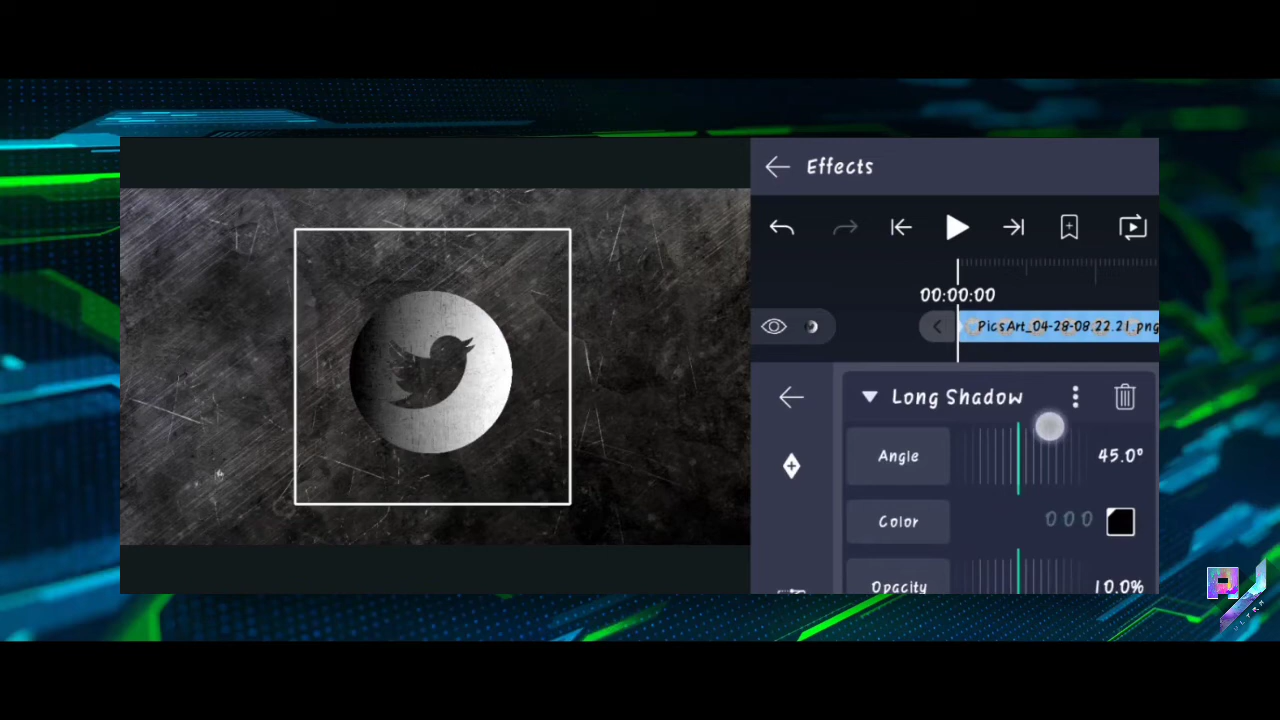 Effects
00:00:00
PicsArt_04-28-08.22.21.png
Long Shadow
Angle
45.0°
Color
000
Opacity
10.0%